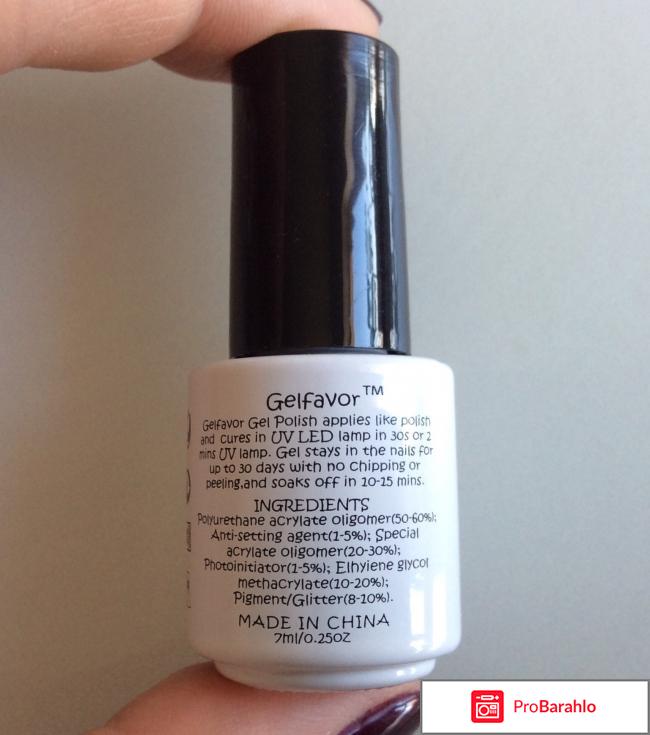 Gelfavor™
Gelfavor Gel Polish applies like polish
and cures in UV LED lamp in 30s or 2
mins UV lamp. Gel stays in the nails for
up to 30 days with no chipping or
peeling,and soaks off in 10-15 mins.
INGREDIENTS
Polyurethane acrylate oligomer(50-60%);
Anti-setting agent(1-5%); Special
acrylate oligomer(20-30%);
Photoinitiator(1-5%); Elhyiene glycol
methacrylate(10-20%);
Pigment/Glitter(8-10%).
MADE IN CHINA
7ml/0.25oz
ProBarahlo